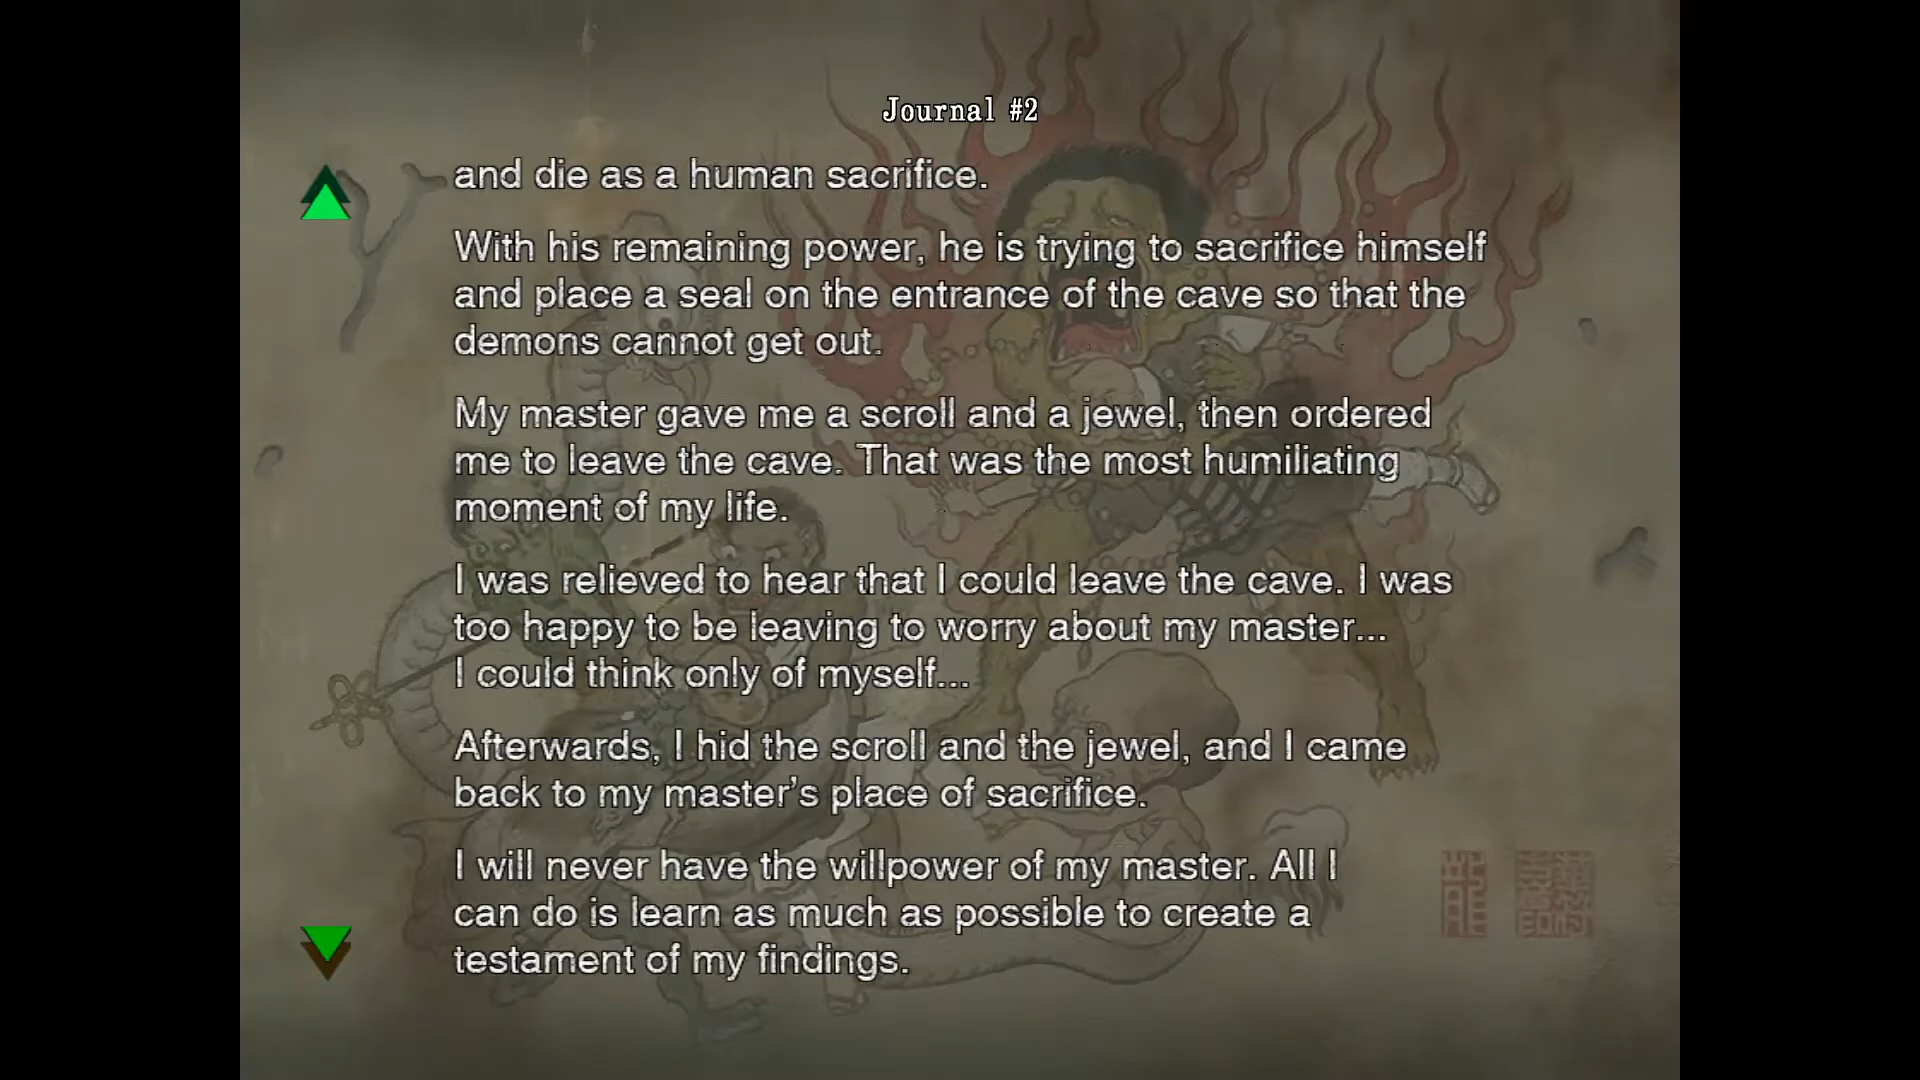 Journal #2
and die as a human sacrifice.
With his remaining power, he is trying to sacrifice himself
and place a seal on the entrance of the cave so that the
demons cannot get out.
My master gave me a scroll and a jewel, then ordered
me to leave the cave. That was the most humiliating
moment of my life.
I was relieved to hear that I could leave the cave. I was
too happy to be leaving to worry about my master...
I could think only of myself...
Afterwards, I hid the scroll and the jewel, and I came
back to my master's place of sacrifice.
I will never have the willpower of my master. All I
can do is learn as much as possible to create a
testament of my findings.